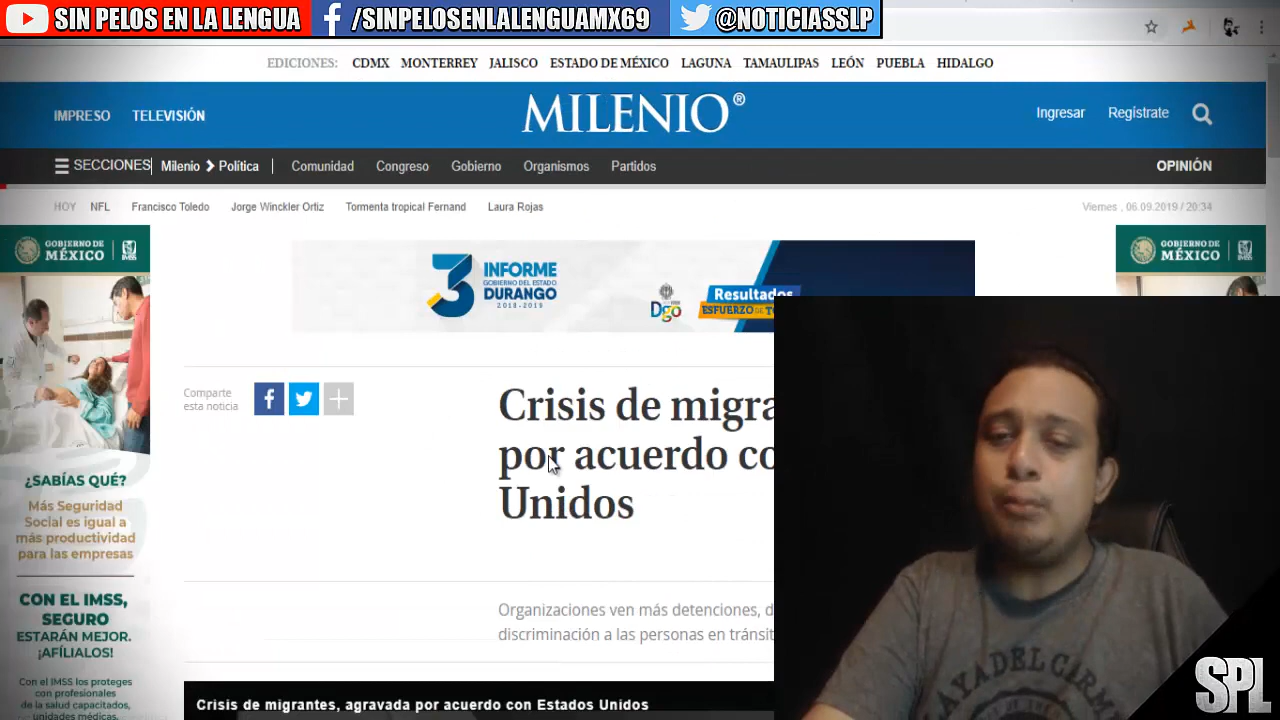 SIN PELOS EN LA LENGUA /SINPELOSENLALENGUAMX69 @NOTICIASSLP
EDICIONES: CDMX MONTERREY JALISCO ESTADO DE MÉXICO LAGUNA TAMAULIPAS LEÓN PUEBLA HIDALGO
IMPRESO TELEVISIÓN MILENIO® Ingresar Regístrate
SECCIONES Milenio Política Comunidad Congreso Gobierno Organismos Partidos OPINIÓN
HOY NFL Francisco Toledo Jorge Winckler Ortiz Tormenta tropical Fernand Laura Rojas Viernes , 06.09.2019 / 20:34
GOBIERNO DE
MÉXICO
IMSS
3 INFORME
GOBIERNO DEL ESTADO
DURANGO
2018-2019
Dgo
Resultados
ESFUERZO DE
GOBIERNO DE
MÉXICO
IMSS
Comparte
esta noticia
Crisis de
por acuerdo
Unidos
¿SABÍAS QUÉ?
Más Seguridad
Social es igual a
más productividad
para las empresas
CON EL IMSS,
SEGURO
ESTARÁN MEJOR.
¡AFÍLIALOS!
Con el IMSS los proteges
con profesionales
de la salud capacitados,
unidades médicas,
Organizaciones ven más detenciones,
discriminación a las personas en tránsit
Crisis de migrantes, agravada por acuerdo con Estados Unidos
SPL